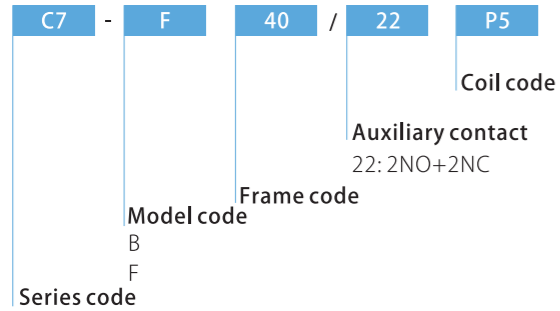 C7 - F 40 / 22 P5
Coil code
Auxiliary contact
22: 2NO+2NC
Frame code
Model code
B
F
Series code